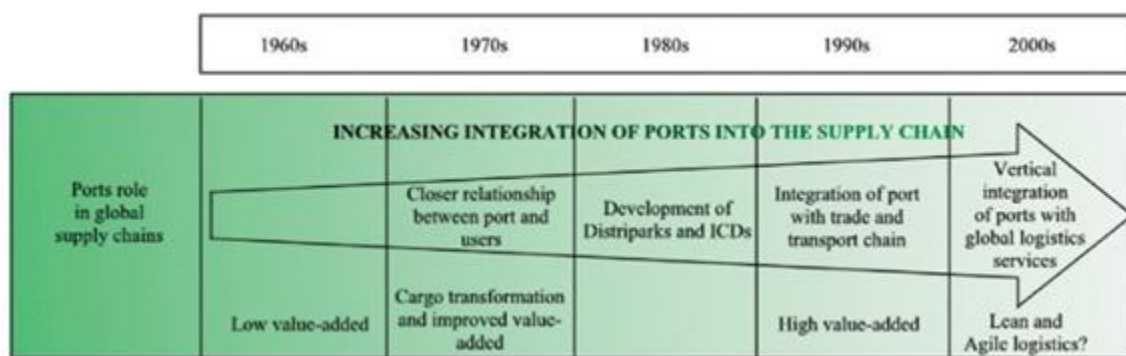 1960s 1970s 1980s 1990s 2000s
INCREASING INTEGRATION OF PORTS INTO THE SUPPLY CHAIN
Ports role
in global
supply chains
Closer relationship
between port and
users
Development of
Distriparks and ICDs
Integration of port
with trade and
transport chain
Vertical
integration
of ports with
global logistics
services
Low value-added
Cargo transformation
and improved value-
added
High value-added
Lean and
Agile logistics?